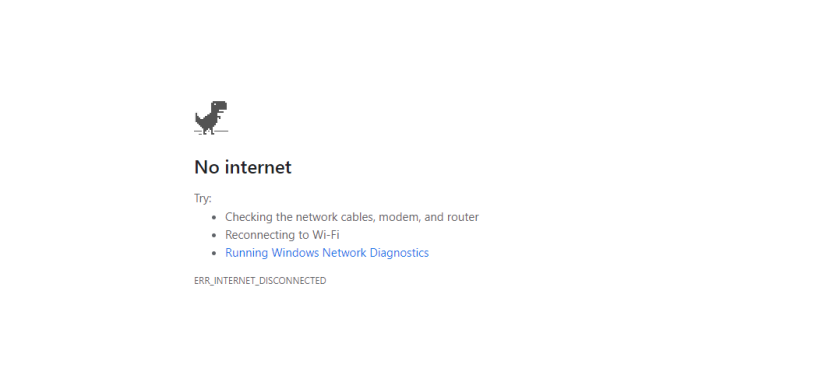 No internet
Try:
• Checking the network cables, modem, and router
• Reconnecting to Wi-Fi
• Running Windows Network Diagnostics
ERR_INTERNET_DISCONNECTED